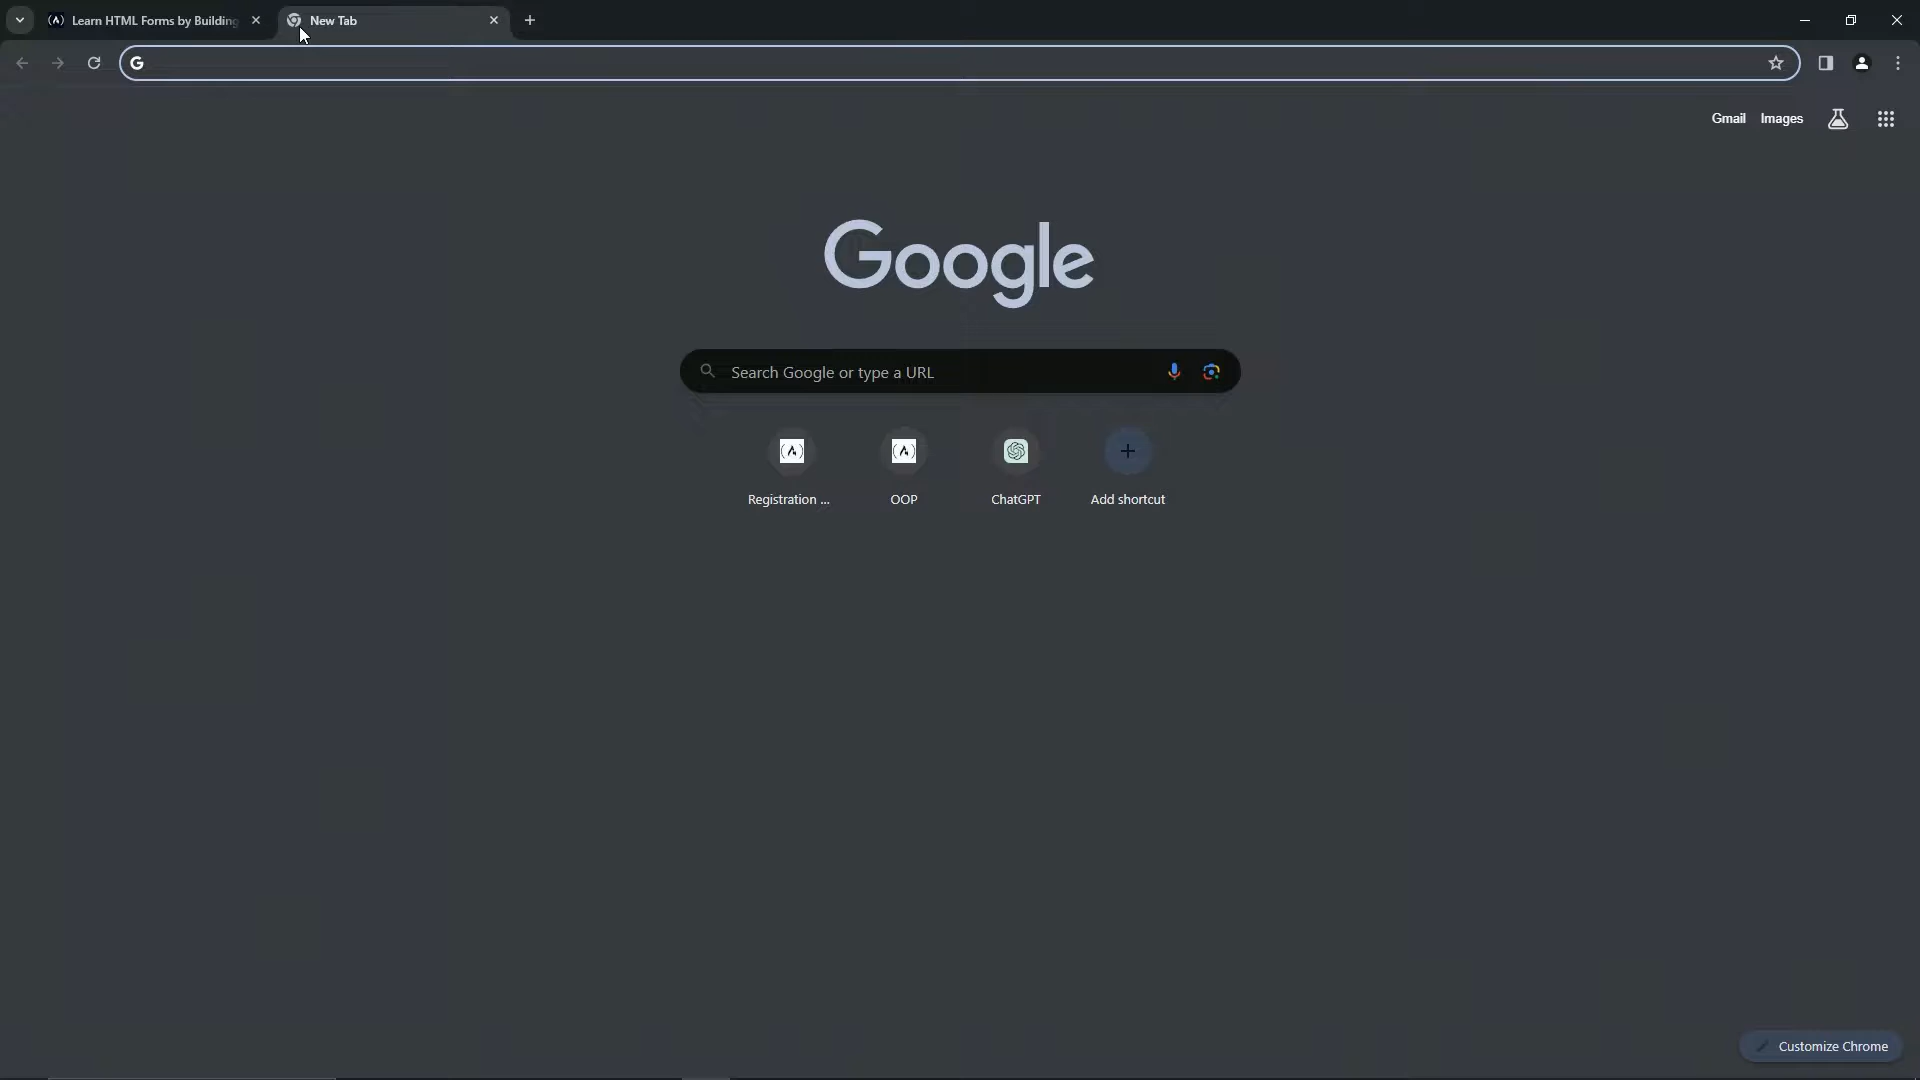 Learn HTML Forms by Building
New Tab
Gmail Images
Google
Search Google or type a URL
Registration ...
OOP
ChatGPT
Add shortcut
Customize Chrome